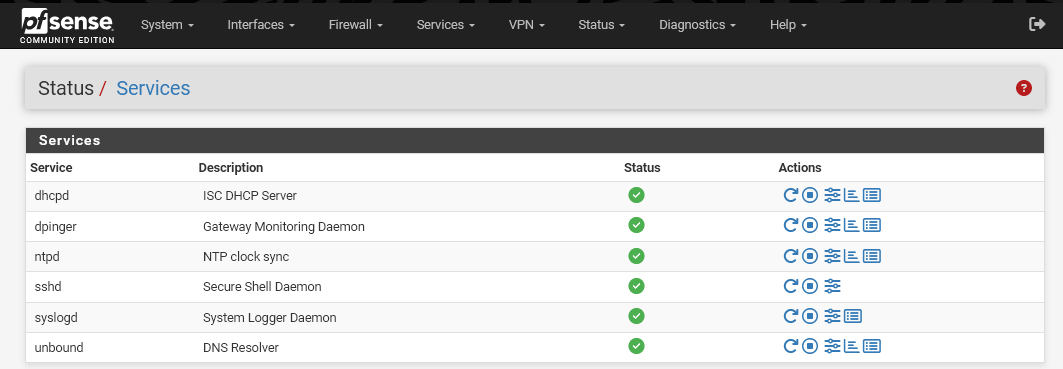 pfsense
COMMUNITY EDITION
System Interfaces Firewall Services VPN Status Diagnostics Help
Status / Services
?
Services
Service Description Status Actions
dhcpd ISC DHCP Server
dpinger Gateway Monitoring Daemon
ntpd NTP clock sync
sshd Secure Shell Daemon
syslogd System Logger Daemon
unbound DNS Resolver